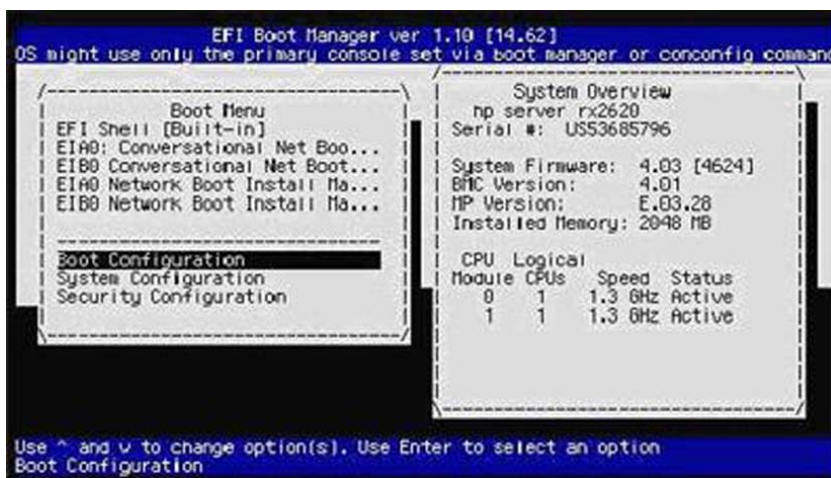 EFI Boot Manager ver 1.10 [14.62]
OS might use only the primary console set via boot manager or conconfig comman
Boot Menu
EFI Shell [Built-in]
EIA0: Conversational Net Boo...
EIB0 Conversational Net Boot...
EIA0 Network Boot Install Ma...
EIB0 Network Boot Install Ma...
Boot Configuration
System Configuration
Security Configuration
System Overview
hp server rx2620
Serial #: US53685796
System Firmware: 4.03 [4624]
BMC Version: 4.01
MP Version: E.03.28
Installed Memory: 2048 MB
CPU Logical
Module CPUs Speed Status
0 1 1.3 GHz Active
1 1 1.3 GHz Active
Use ^ and v to change option(s). Use Enter to select an option
Boot Configuration